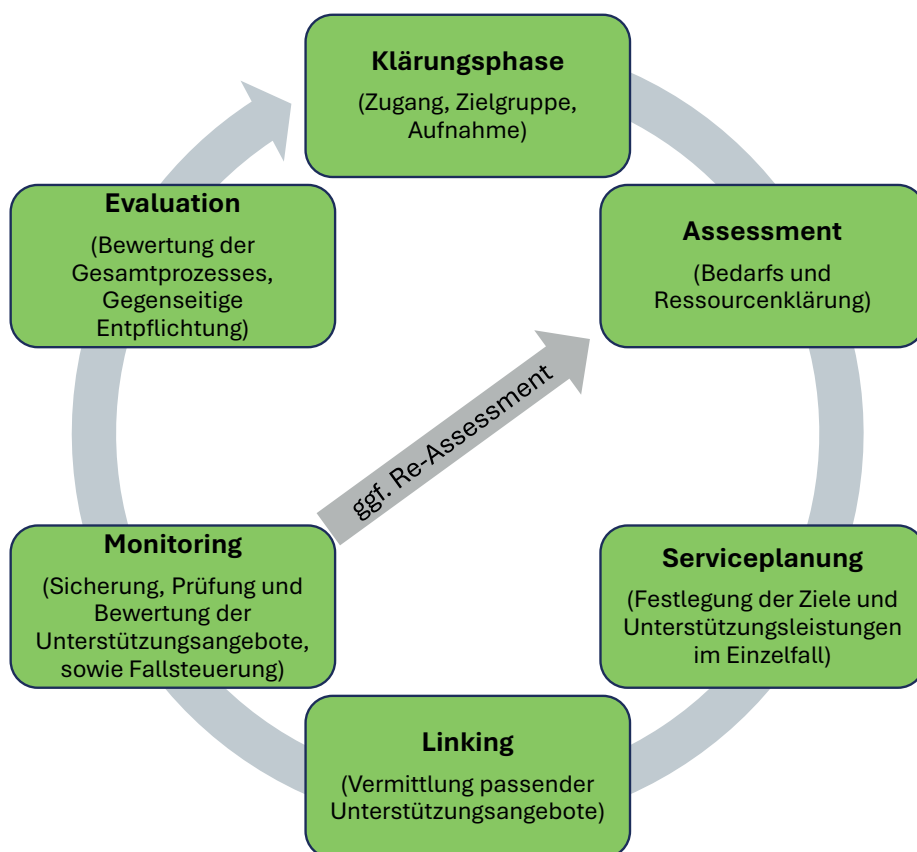 Klärungsphase
(Zugang, Zielgruppe,
Aufnahme)
Assessment
(Bedarfs und
Ressourcenklärung)
Serviceplanung
(Festlegung der Ziele und
Unterstützungsleistungen
im Einzelfall)
Linking
(Vermittlung passender
Unterstützungsangebote)
Monitoring
(Sicherung, Prüfung und
Bewertung der
Unterstützungsangebote,
sowie Fallsteuerung)
Evaluation
(Bewertung der
Gesamtprozesses,
Gegenseitige
Entpflichtung)
ggf. Re-Assessment